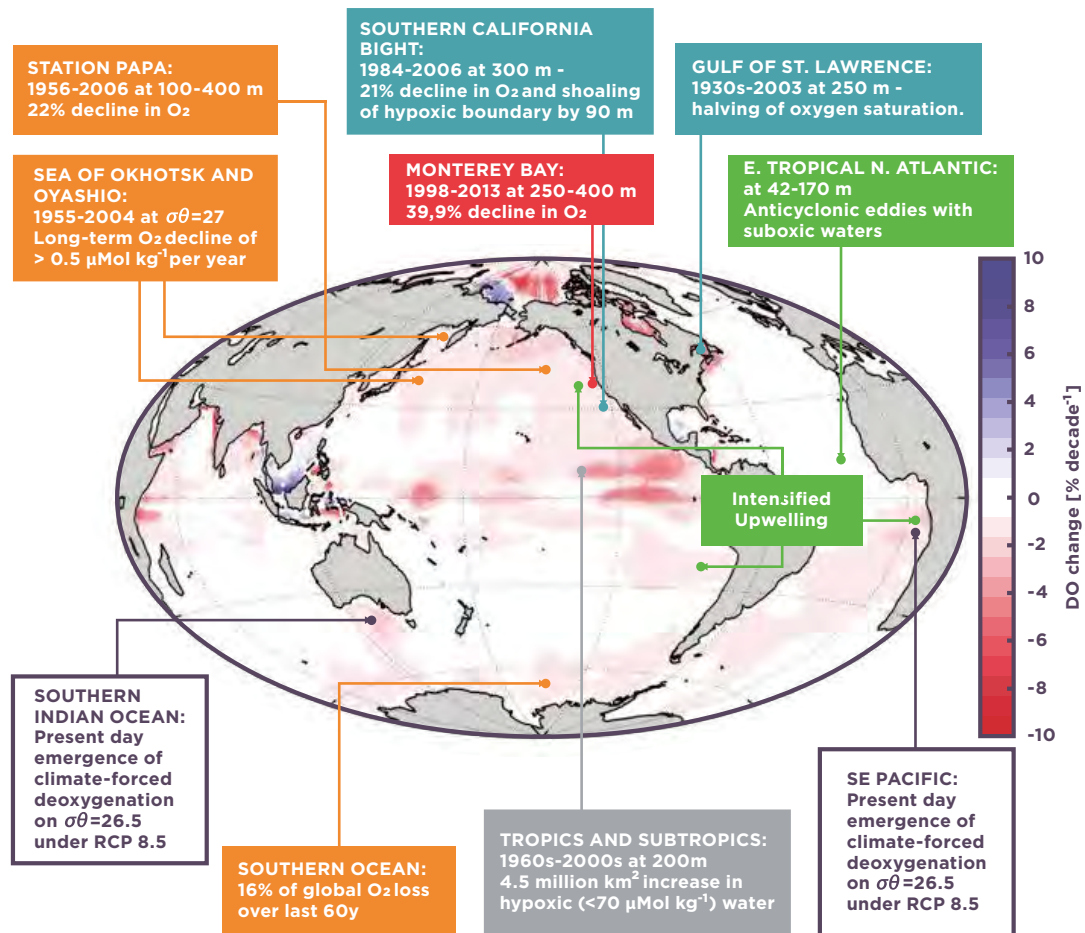 SOUTHERN CALIFORNIA
BIGHT:
1984-2006 at 300 m -
21% decline in O₂ and shoaling
of hypoxic boundary by 90 m
STATION PAPA:
1956-2006 at 100-400 m
22% decline in O₂
GULF OF ST. LAWRENCE:
1930s-2003 at 250 m -
halving of oxygen saturation.
SEA OF OKHOTSK AND
OYASHIO:
1955-2004 at σθ=27
Long-term O₂ decline of
> 0.5 μMol kg⁻¹ per year
MONTEREY BAY:
1998-2013 at 250-400 m
39,9% decline in O₂
E. TROPICAL N. ATLANTIC:
at 42-170 m
Anticyclonic eddies with
suboxic waters
Intensified
Upwelling
10
8
6
4
2
0
-2
-4
-6
-8
-10
DO change [% decade⁻¹]
SOUTHERN
INDIAN OCEAN:
Present day
emergence of
climate-forced
deoxygenation
on σθ=26.5
under RCP 8.5
SOUTHERN OCEAN:
16% of global O₂ loss
over last 60y
TROPICS AND SUBTROPICS:
1960s-2000s at 200m
4.5 million km² increase in
hypoxic (<70 μMol kg⁻¹) water
SE PACIFIC:
Present day
emergence of
climate-forced
deoxygenation
on σθ=26.5
under RCP 8.5